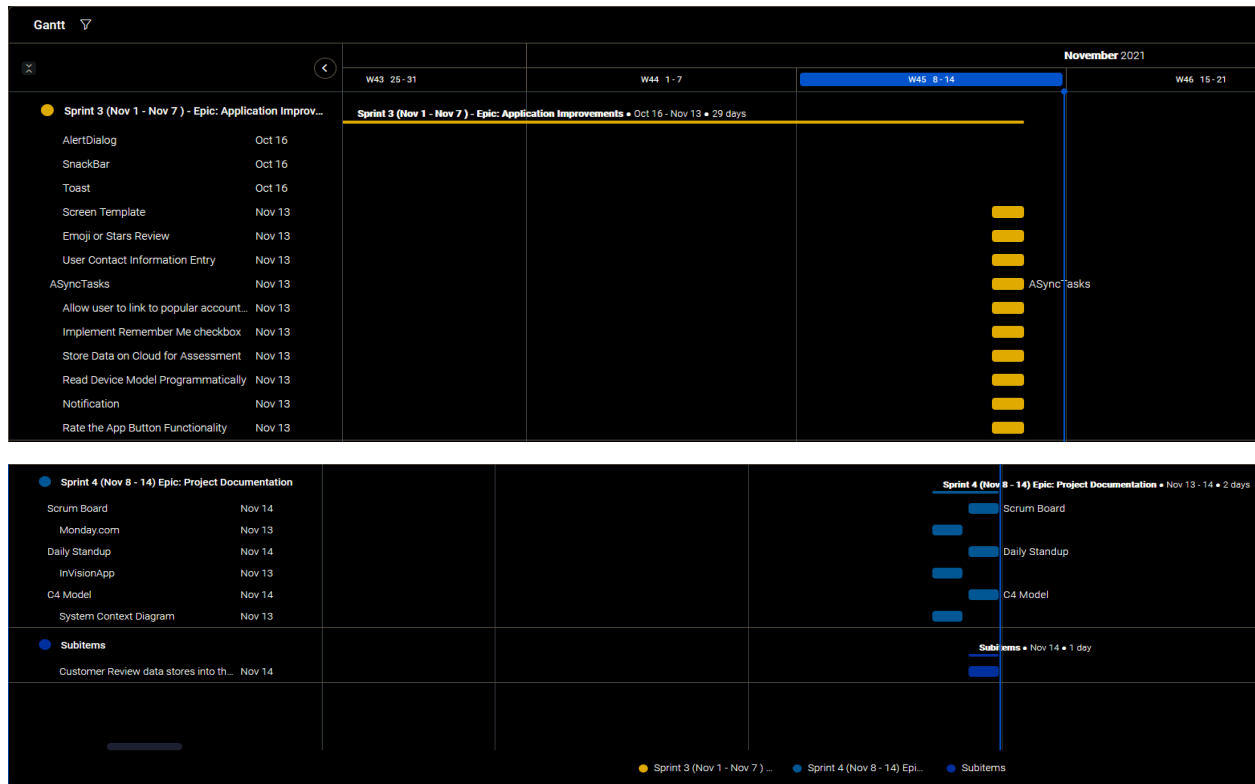 Gantt
November 2021
W43 25 - 31 W44 1 - 7 W45 8 - 14 W46 15 - 21
Sprint 3 (Nov 1 - Nov 7 ) - Epic: Application Improv... Sprint 3 (Nov 1 - Nov 7 ) - Epic: Application Improvements • Oct 16 - Nov 13 • 29 days
AlertDialog Oct 16
SnackBar Oct 16
Toast Oct 16
Screen Template Nov 13
Emoji or Stars Review Nov 13
User Contact Information Entry Nov 13
ASyncTasks Nov 13 ASyncTasks
Allow user to link to popular account... Nov 13
Implement Remember Me checkbox Nov 13
Store Data on Cloud for Assessment Nov 13
Read Device Model Programmatically Nov 13
Notification Nov 13
Rate the App Button Functionality Nov 13
Sprint 4 (Nov 8 - 14) Epic: Project Documentation Sprint 4 (Nov 8 - 14) Epic: Project Documentation • Nov 13 - 14 • 2 days
Scrum Board Nov 14 Scrum Board
Monday.com Nov 13
Daily Standup Nov 14 Daily Standup
InVisionApp Nov 13
C4 Model Nov 14 C4 Model
System Context Diagram Nov 13
Subitems Subitems • Nov 14 • 1 day
Customer Review data stores into th... Nov 14
Sprint 3 (Nov 1 - Nov 7 ) ... Sprint 4 (Nov 8 - 14) Epi... Subitems